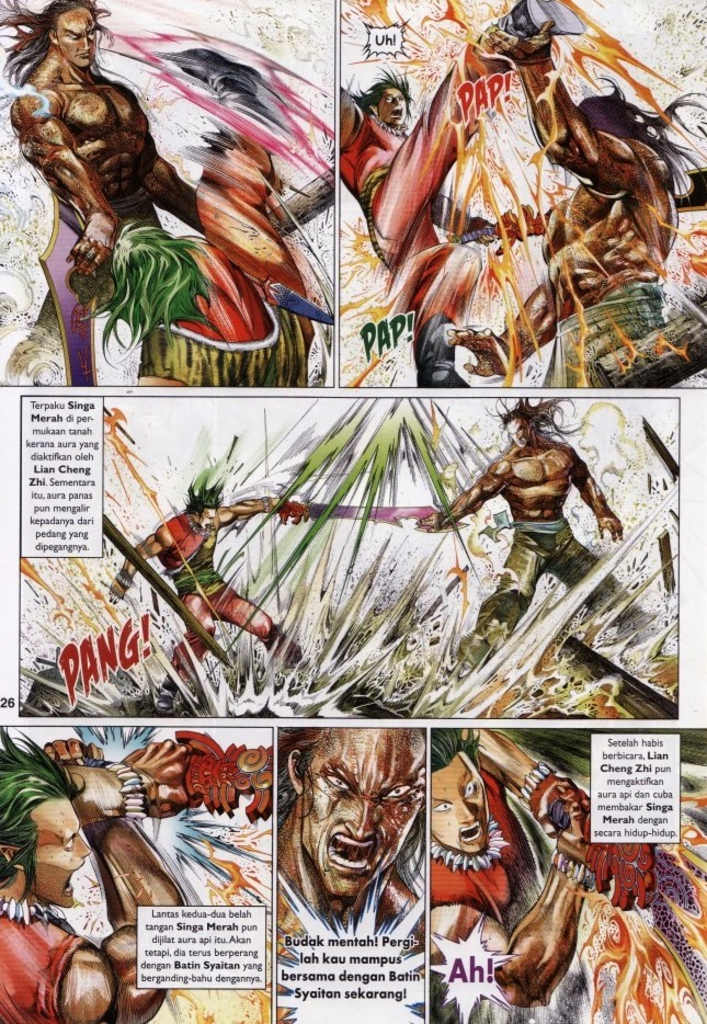 Uh!
PAP!
PAP!
Terpaku Singa
Merah di per-
mukaan tanah
kerana aura yang
diaktifkan oleh
Lian Cheng
Zhi. Sementara
itu, aura panas
pun mengalir
kepadanya dari
pedang yang
dipegangnya.
PANG!
26
Lantas kedua-dua belah
tangan Singa Merah pun
dijilat aura api itu. Akan
tetapi, dia terus berperang
dengan Batin Syaitan yang
berganding-bahu dengannya.
Budak mentah! Pergi-
lah kau mampus
bersama dengan Batin
Syaitan sekarang!
Setelah habis
berbicara, Lian
Cheng Zhi pun
mengaktifkan
aura api dan cuba
membakar Singa
Merah dengan
secara hidup-hidup.
Ah!